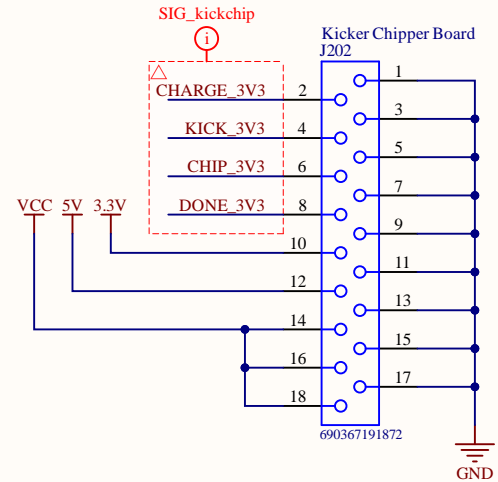 SIG_kickchip
i
Kicker Chipper Board
J202
1
CHARGE_3V3 2
3
KICK_3V3 4
5
CHIP_3V3 6
7
VCC 5V 3.3V
DONE_3V3 8
9
10
11
12
13
14
15
16
17
18
690367191872
GND